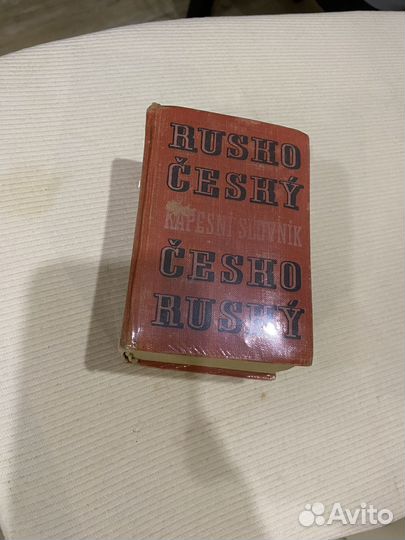 RUSKO
ČESKÝ
KAPESNÍ SLOVNÍK
ČESKO
RUSKÝ
Avito